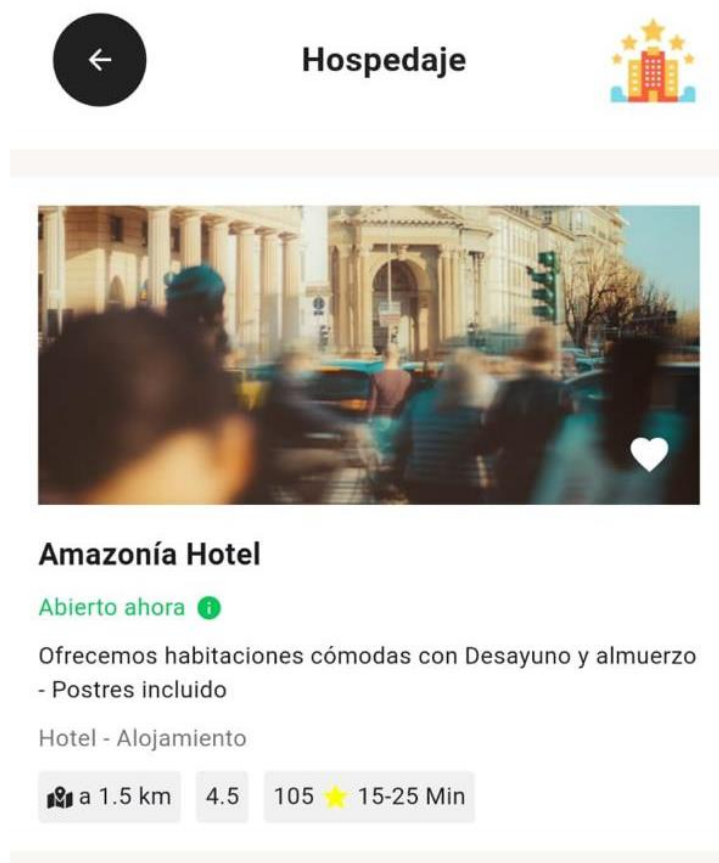 Hospedaje
Amazonía Hotel
Abierto ahora
Ofrecemos habitaciones cómodas con Desayuno y almuerzo
- Postres incluido
Hotel - Alojamiento
a 1.5 km 4.5 105 15-25 Min